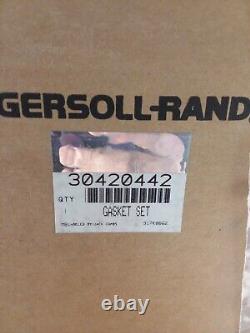 GERSOLL-RAND
30420442
QTY
1 GASKET SET